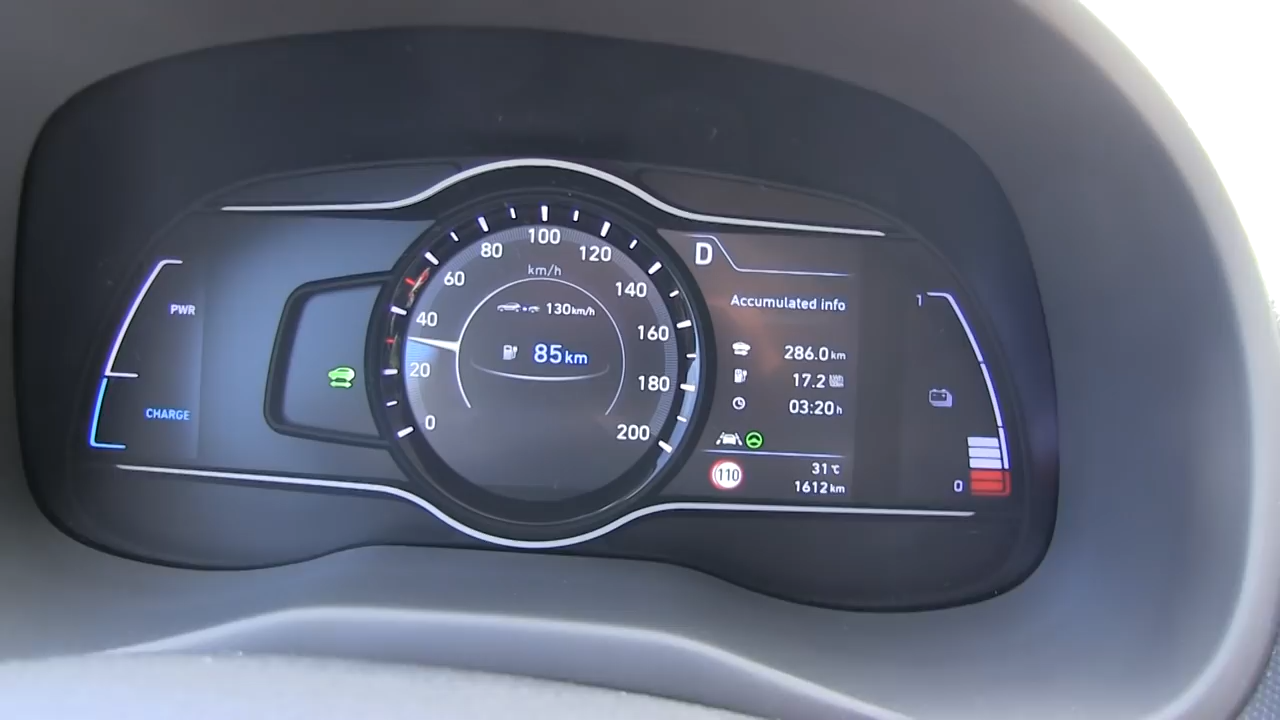 PWR
CHARGE
0
20
40
60
80
100
120
140
160
180
200
km/h
130km/h
85km
D
Accumulated info
286.0km
17.2
03:20h
110
31℃
1612km
1
0